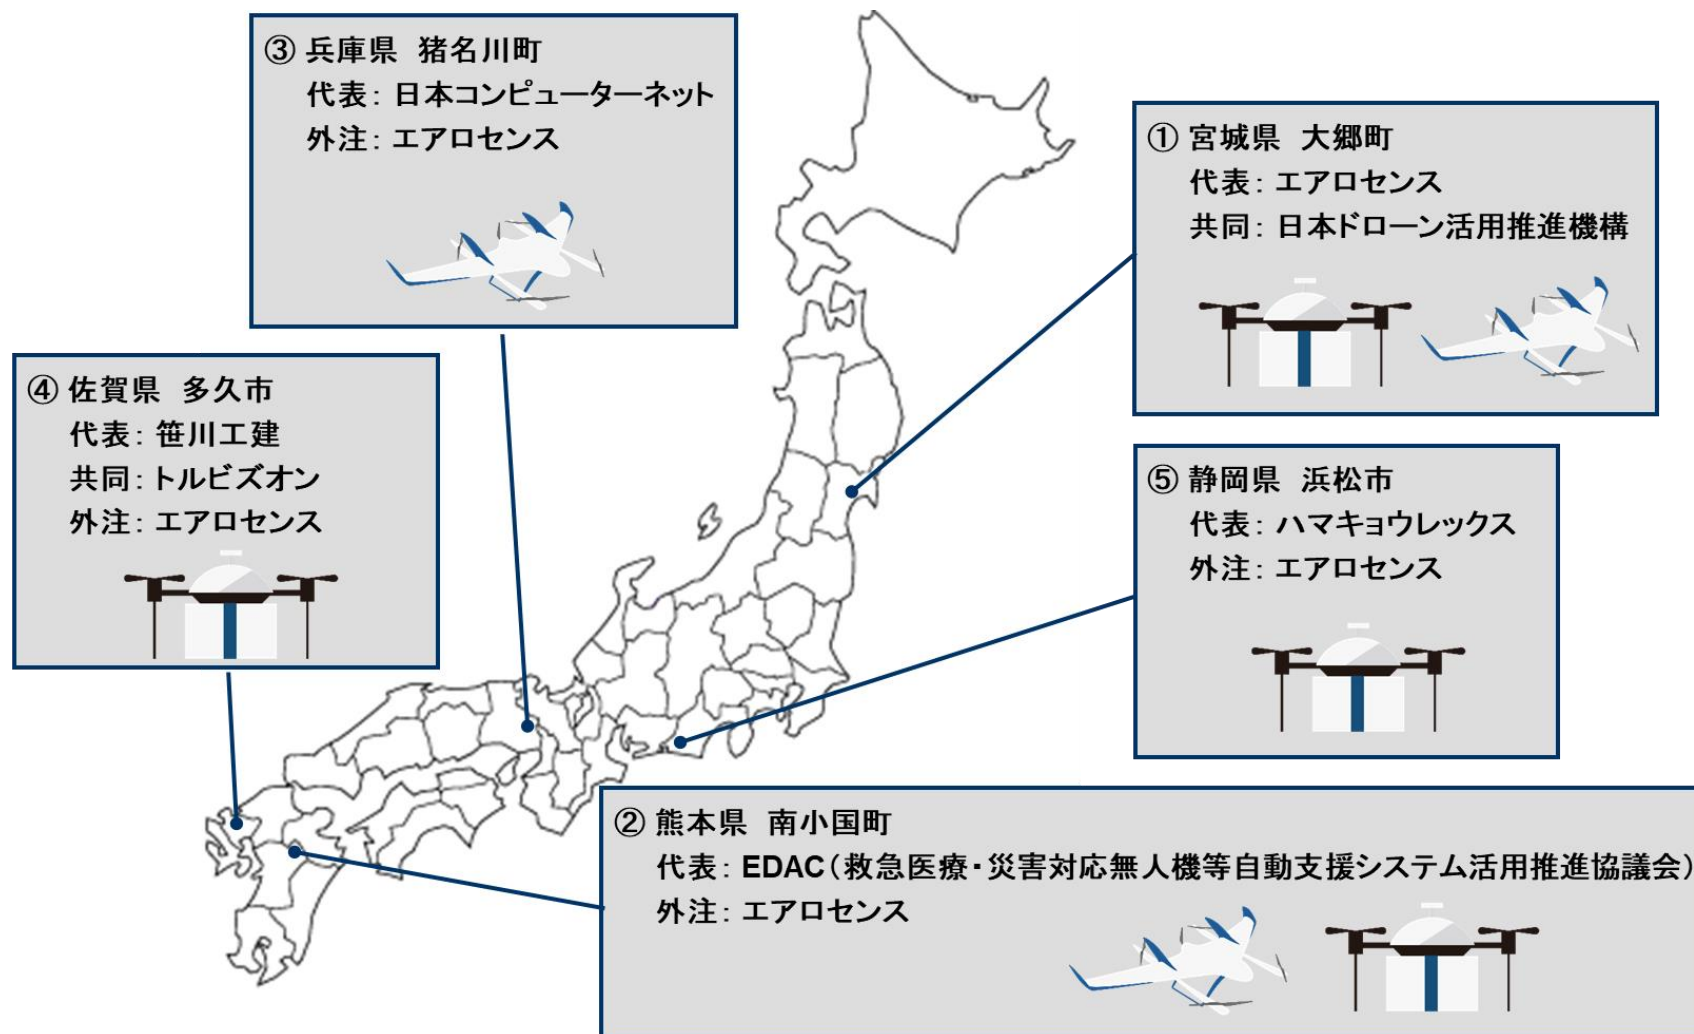 ③ 兵庫県 猪名川町
代表: 日本コンピューターネット
外注: エアロセンス
① 宮城県 大郷町
代表: エアロセンス
共同: 日本ドローン活用推進機構
④ 佐賀県 多久市
代表: 笹川工建
共同: トルビズオン
外注: エアロセンス
⑤ 静岡県 浜松市
代表: ハマキョウレックス
外注: エアロセンス
② 熊本県 南小国町
代表: EDAC(救急医療・災害対応無人機等自動支援システム活用推進協議会)
外注: エアロセンス